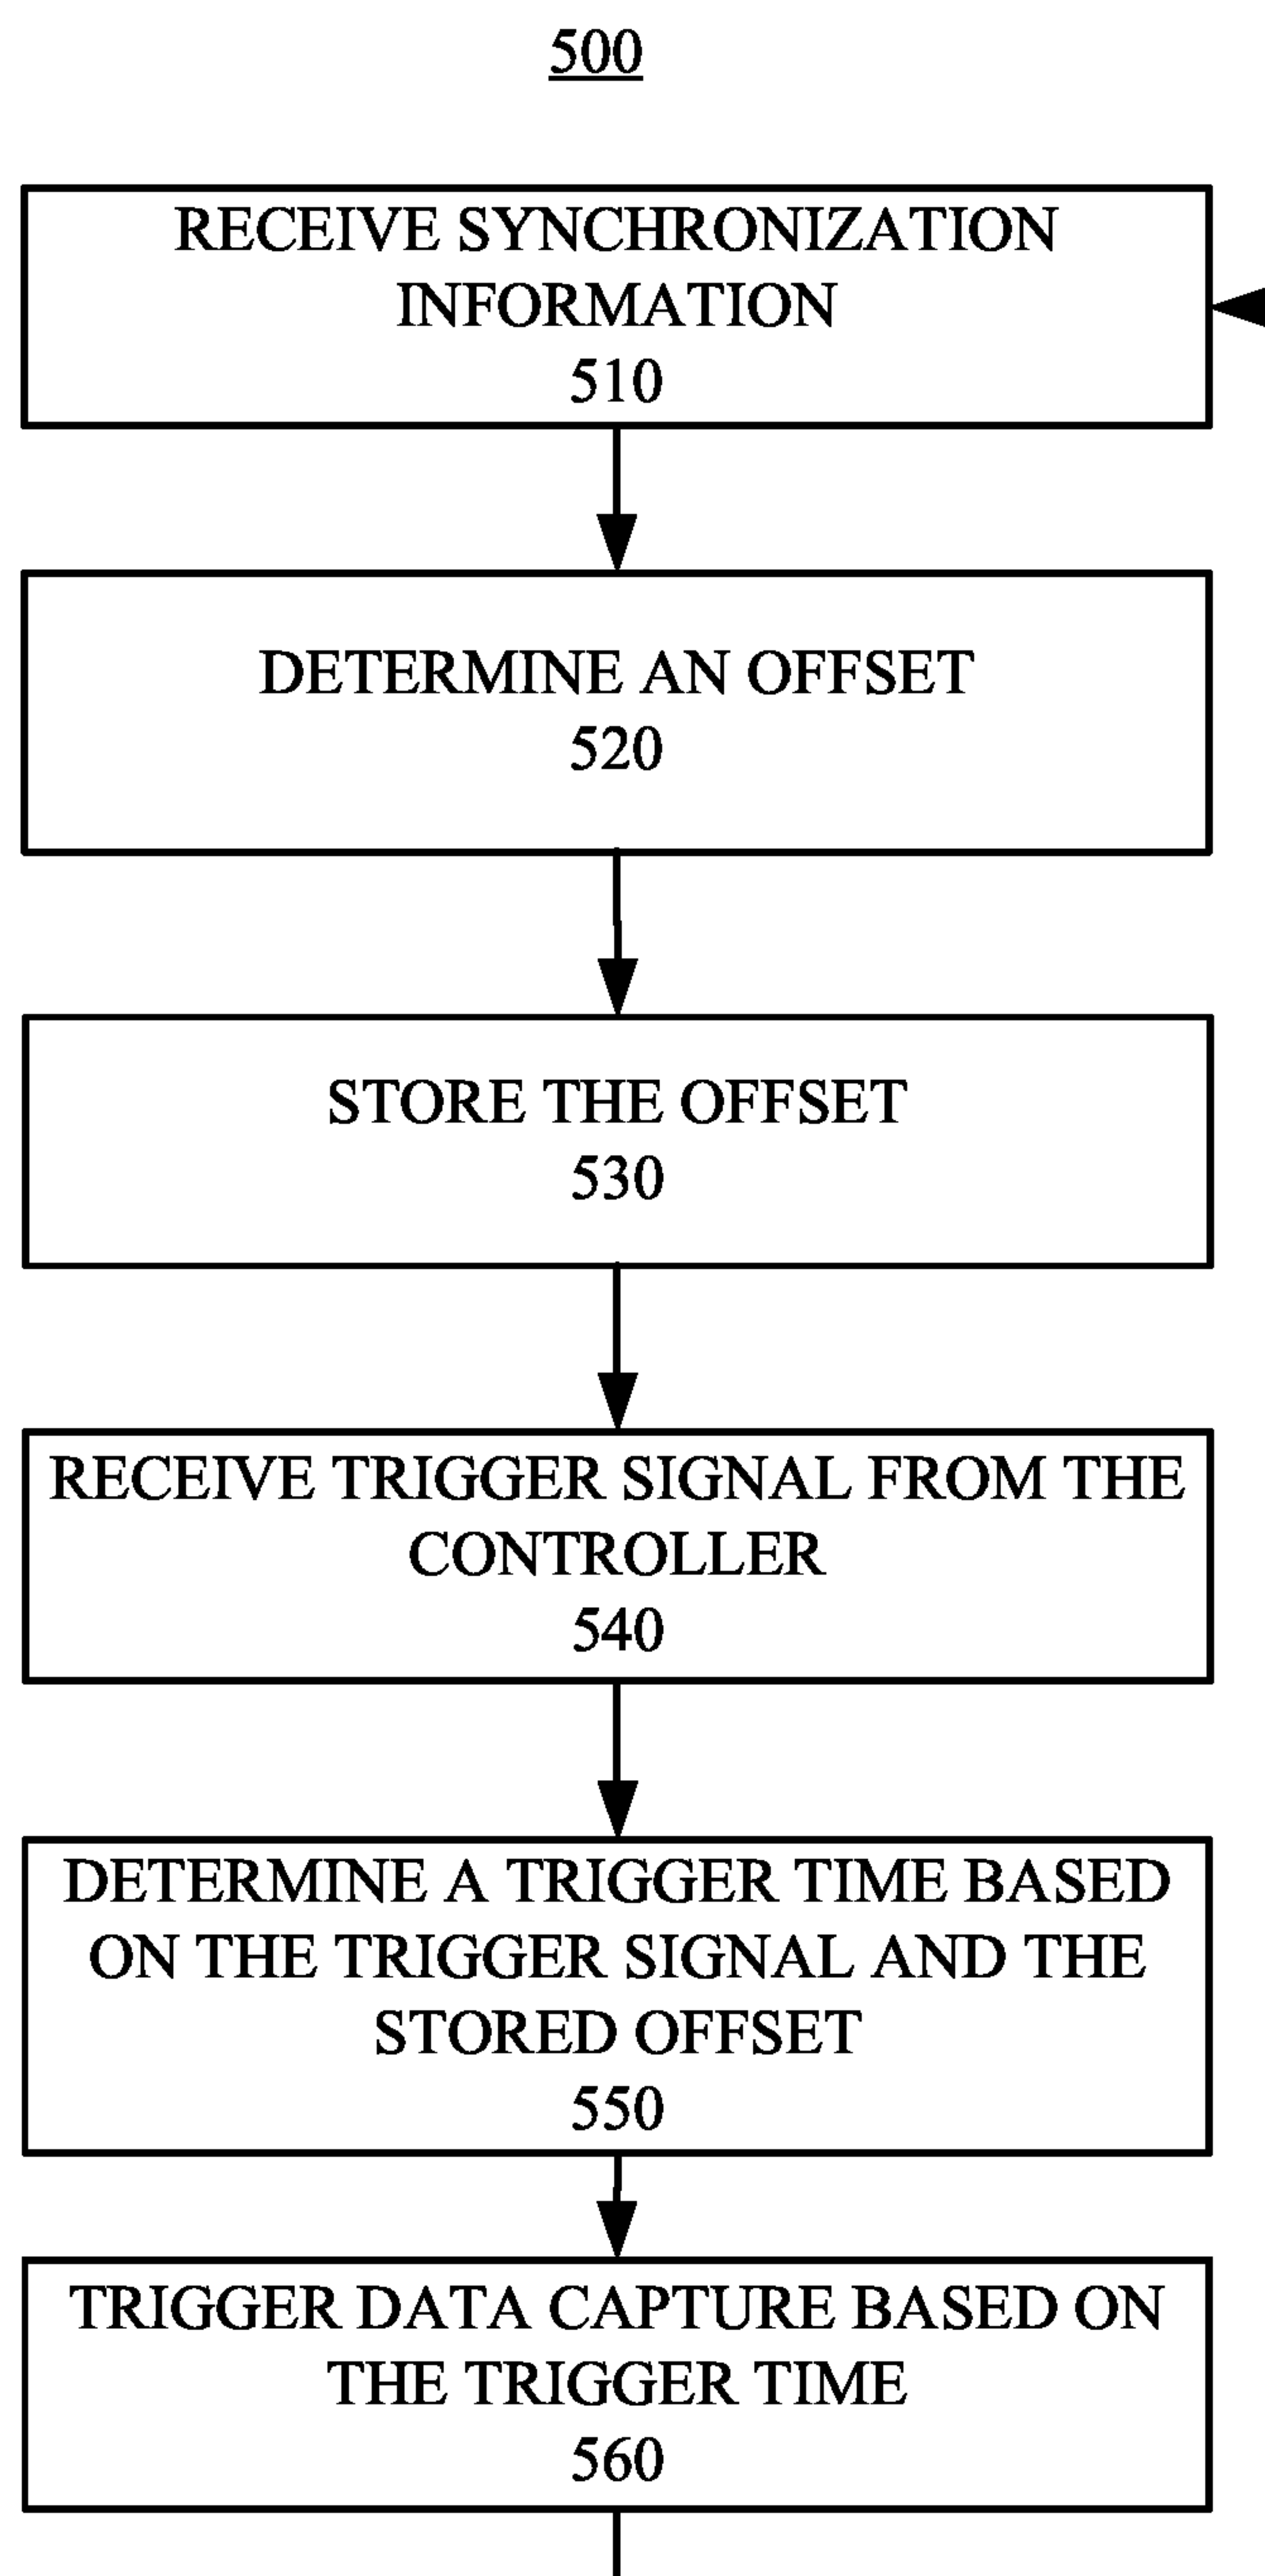 500
RECEIVE SYNCHRONIZATION
INFORMATION
510
DETERMINE AN OFFSET
520
STORE THE OFFSET
530
RECEIVE TRIGGER SIGNAL FROM THE
CONTROLLER
540
DETERMINE A TRIGGER TIME BASED
ON THE TRIGGER SIGNAL AND THE
STORED OFFSET
550
TRIGGER DATA CAPTURE BASED ON
THE TRIGGER TIME
560